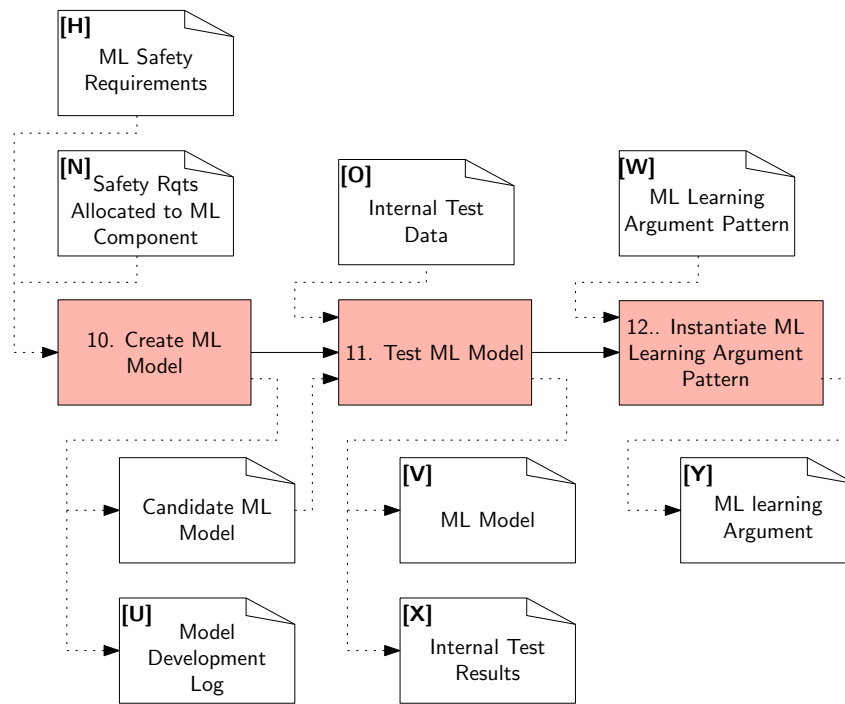 [H]
ML Safety
Requirements
[N]
Safety Rqts
Allocated to ML
Component
[O]
Internal Test
Data
[W]
ML Learning
Argument Pattern
10. Create ML
Model
11. Test ML Model
12.. Instantiate ML
Learning Argument
Pattern
Candidate ML
Model
[V]
ML Model
[Y]
ML learning
Argument
[U]
Model
Development
Log
[X]
Internal Test
Results